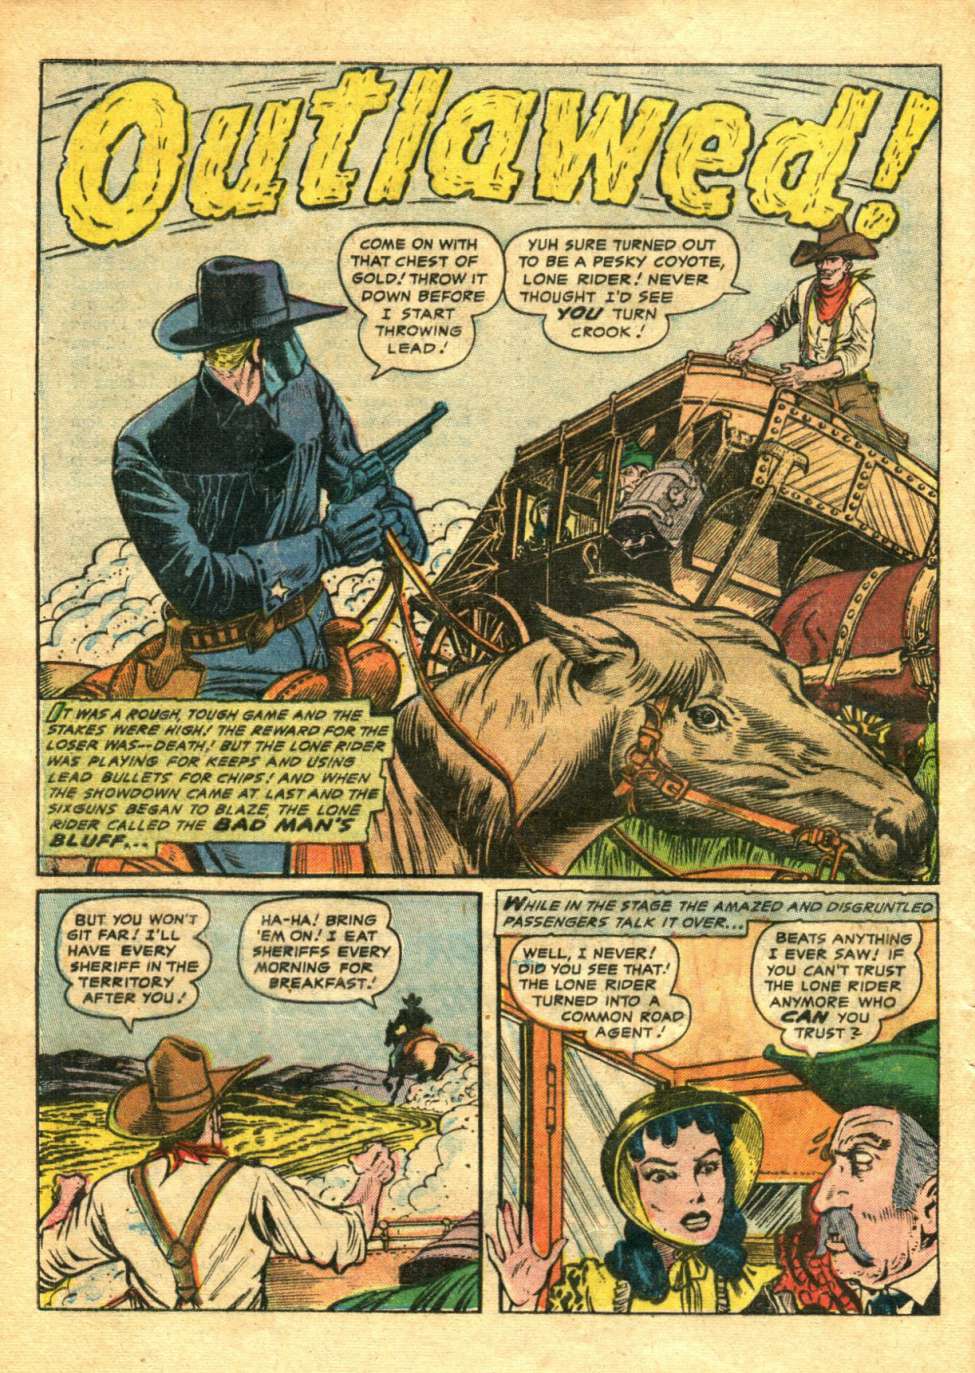 Outlawed!
COME ON WITH
THAT CHEST OF
GOLD! THROW IT
DOWN BEFORE
I START
THROWING
LEAD!
YUH SURE TURNED OUT
TO BE A PESKY COYOTE,
LONE RIDER! NEVER
THOUGHT I'D SEE
YOU TURN
CROOK!
IT WAS A ROUGH, TOUGH GAME AND THE
STAKES WERE HIGH! THE REWARD FOR THE
LOSER WAS--DEATH! BUT THE LONE RIDER
WAS PLAYING FOR KEEPS AND USING
LEAD BULLETS FOR CHIPS! AND WHEN
THE SHOWDOWN CAME AT LAST AND THE
SIXGUNS BEGAN TO BLAZE, THE LONE
RIDER CALLED THE BAD MAN'S
BLUFF...
BUT YOU WON'T
GIT FAR! I'LL
HAVE EVERY
SHERIFF IN THE
TERRITORY
AFTER YOU!
HA-HA! BRING
'EM ON! I EAT
SHERIFFS EVERY
MORNING FOR
BREAKFAST!
WHILE IN THE STAGE THE AMAZED AND DISGRUNTLED
PASSENGERS TALK IT OVER...
WELL, I NEVER!
DID YOU SEE THAT!
THE LONE RIDER
TURNED INTO A
COMMON ROAD
AGENT!
BEATS ANYTHING
I EVER SAW! IF
YOU CAN'T TRUST
THE LONE RIDER
ANYMORE WHO
CAN YOU
TRUST?